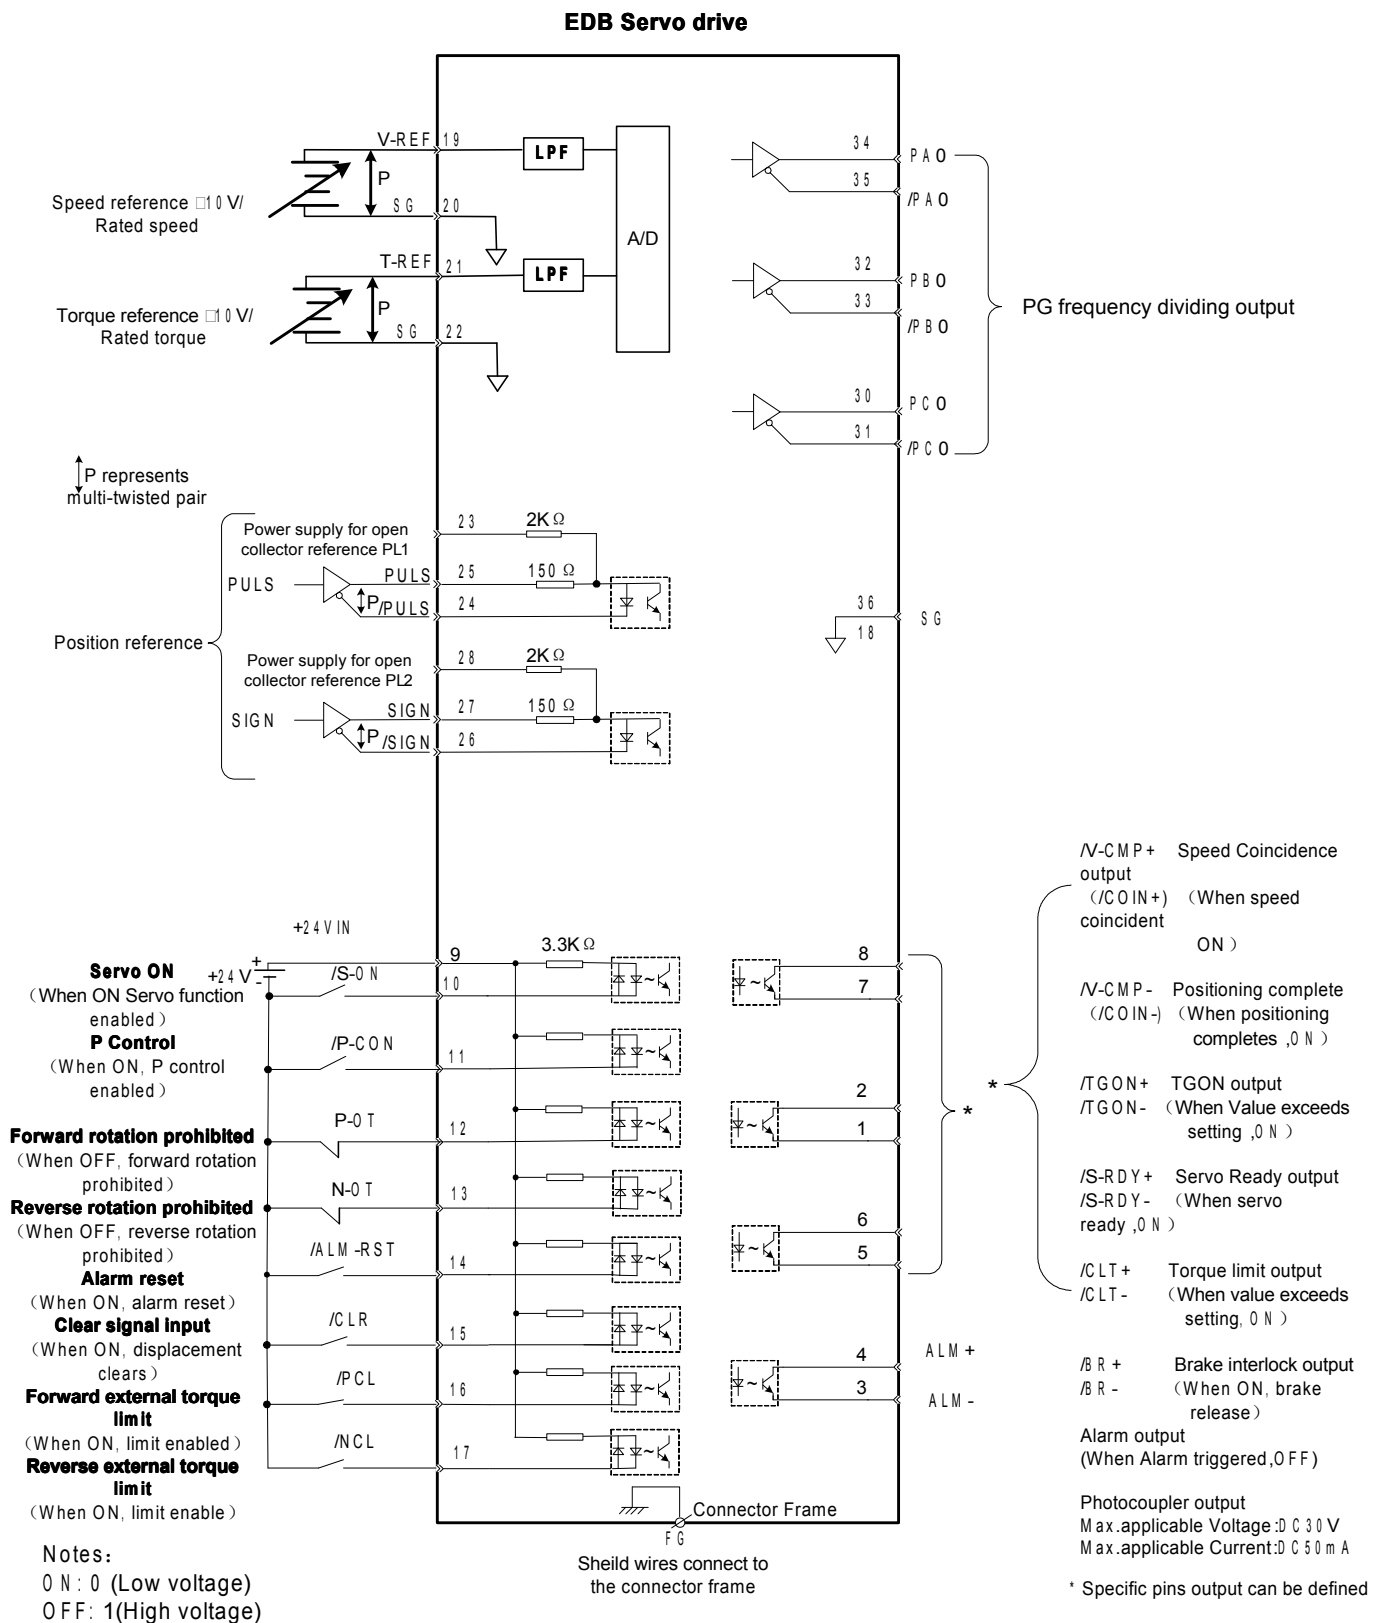 EDB Servo drive
V-REF 19
LPF
P
Speed reference □10V/
Rated speed
SG 20
A/D
T-REF 21
LPF
P
Torque reference □10V/
Rated torque
SG 22
34 PAO
35 /PAO
32 PBO
33 /PBO
PG frequency dividing output
30 PCO
31 /PCO
P represents
multi-twisted pair
Power supply for open
collector reference PL1
23
2KΩ
PULS
PULS 25
150 Ω
P /PULS 24
Position reference
Power supply for open
collector reference PL2
28
2KΩ
SIGN
SIGN 27
150 Ω
P /SIGN 26
36
18
SG
+24VIN
9
3.3KΩ
+
+24V
-
Servo ON
(When ON Servo function
enabled)
/S-ON 10
P Control
(When ON, P control
enabled)
/P-CON 11
Forward rotation prohibited
(When OFF, forward rotation
prohibited)
P-OT 12
Reverse rotation prohibited
(When OFF, reverse rotation
prohibited)
N-OT 13
Alarm reset
(When ON, alarm reset)
/ALM-RST 14
Clear signal input
(When ON, displacement
clears)
/CLR 15
Forward external torque
limit
(When ON, limit enabled)
/PCL 16
Reverse external torque
limit
(When ON, limit enable)
/NCL 17
~
~
~
~
~
~
~
~
~
~
~
~
8
7
2
1
6
5
*
*
4 ALM+
3 ALM-
/V-CMP+ Speed Coincidence
output
(/COIN+) (When speed
coincident
ON)
/V-CMP- Positioning complete
(/COIN-) (When positioning
completes ,ON)
/TGON+ TGON output
/TGON- (When Value exceeds
setting ,ON)
/S-RDY+ Servo Ready output
/S-RDY- (When servo
ready ,ON)
/CLT+ Torque limit output
/CLT- (When value exceeds
setting, ON)
/BR+ Brake interlock output
/BR- (When ON, brake
release)
Alarm output
(When Alarm triggered,OFF)
Photocoupler output
Max.applicable Voltage:DC30V
Max.applicable Current:DC50mA
* Specific pins output can be defined
Connector Frame
FG
Sheild wires connect to
the connector frame
Notes:
ON: 0 (Low voltage)
OFF: 1(High voltage)